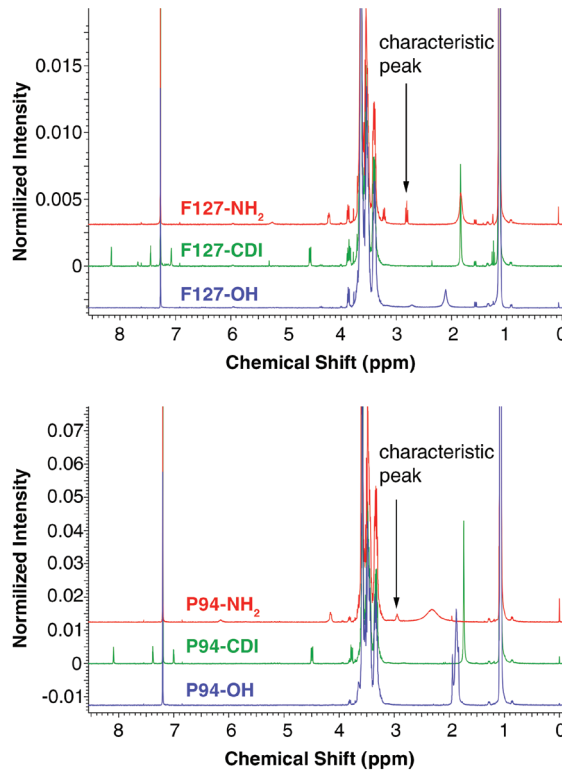 characteristic
peak
0.015
Normilized Intensity
0.010
0.005
F127-NH₂
F127-CDI
0
F127-OH
8 7 6 5 4 3 2 1 0
Chemical Shift (ppm)
0.07
characteristic
peak
0.06
0.05
Normilized Intensity
0.04
0.03
0.02
P94-NH₂
0.01
P94-CDI
0
P94-OH
-0.01
8 7 6 5 4 3 2 1 0
Chemical Shift (ppm)